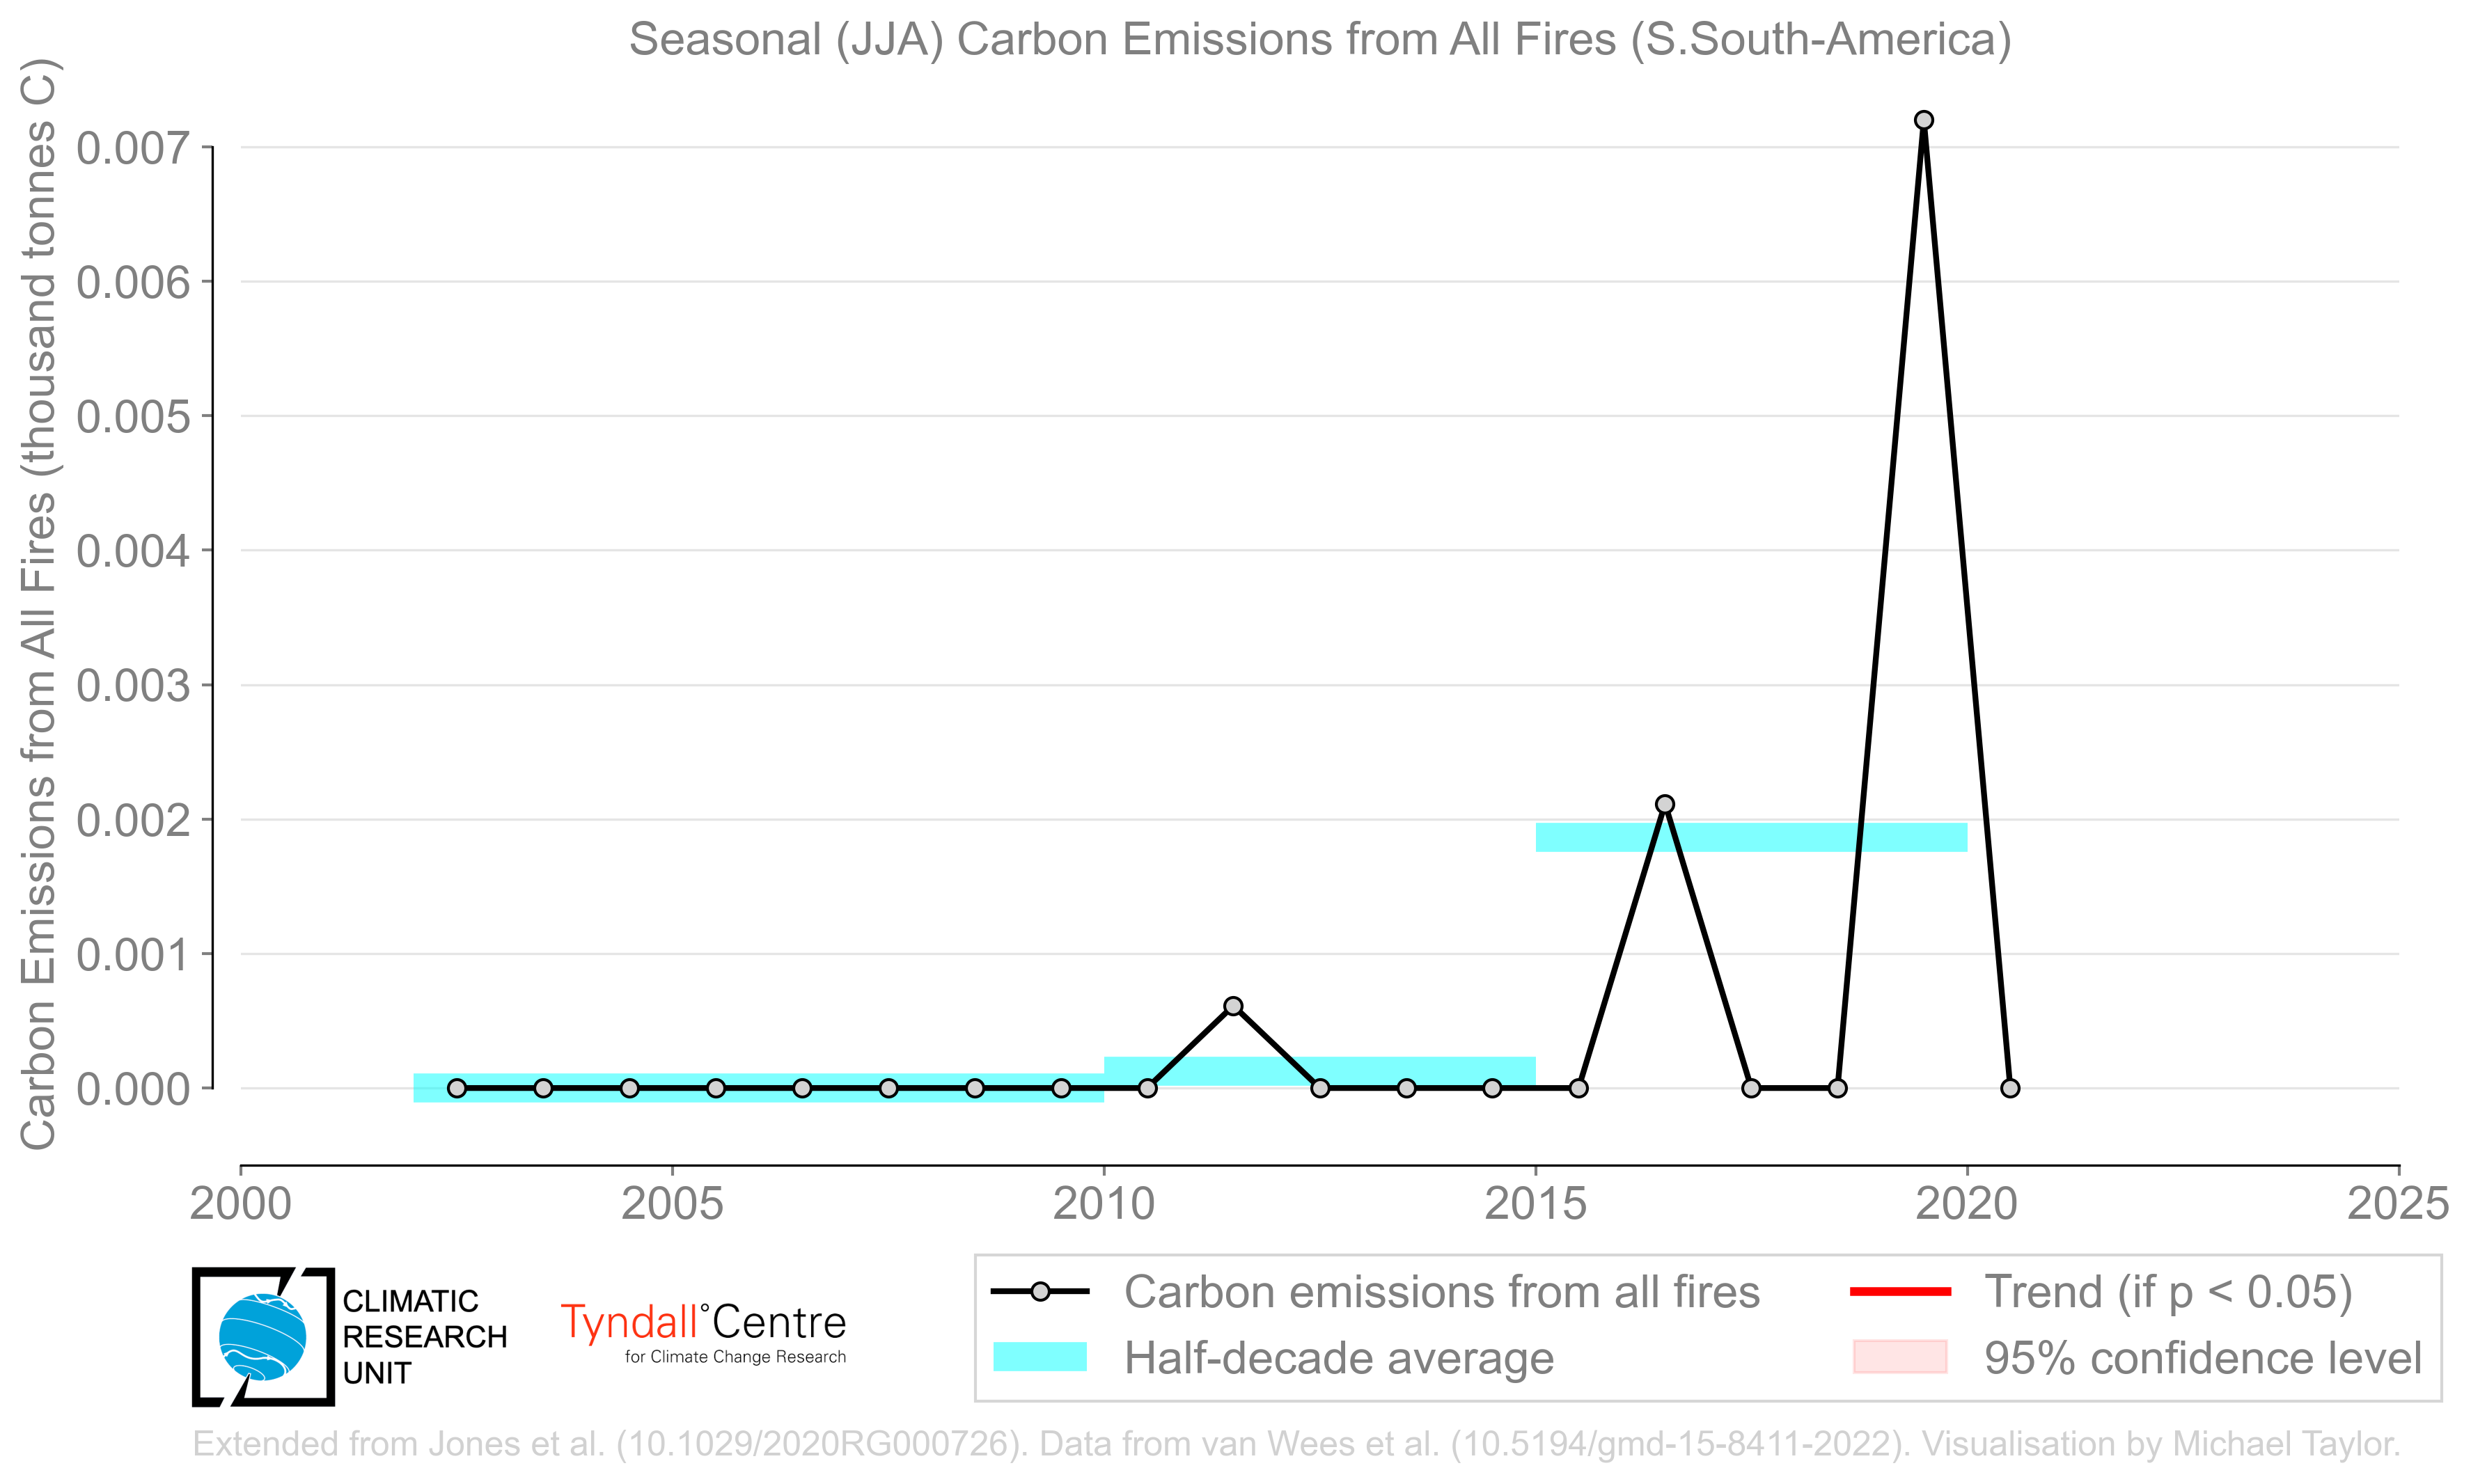 Seasonal (JJA) Carbon Emissions from All Fires (S.South-America)
Carbon Emissions from All Fires (thousand tonnes C)
0.007
0.006
0.005
0.004
0.003
0.002
0.001
0.000
2000 2005 2010 2015 2020 2025
CLIMATIC
RESEARCH
UNIT
Tyndall°Centre
for Climate Change Research
Carbon emissions from all fires
Half-decade average
Trend (if p < 0.05)
95% confidence level
Extended from Jones et al. (10.1029/2020RG000726). Data from van Wees et al. (10.5194/gmd-15-8411-2022). Visualisation by Michael Taylor.